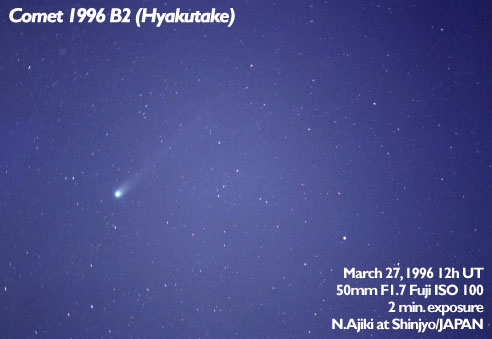 Comet 1996 B2 (Hyakutake)
March 27, 1996 12h UT
50mm F1.7 Fuji ISO 100
2 min. exposure
N.Ajiki at Shinjyo/JAPAN